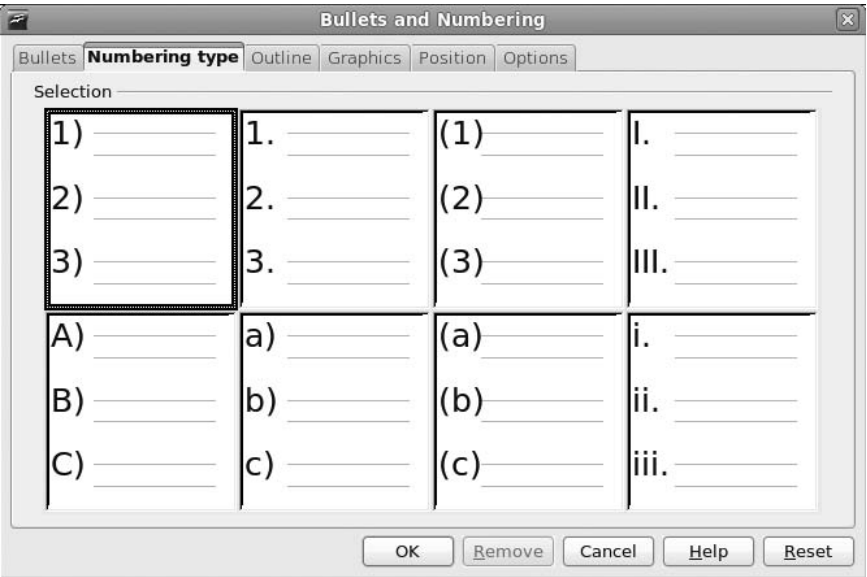 Bullets and Numbering
Bullets Numbering type Outline Graphics Position Options
Selection
1) 1. (1) I.
2) 2. (2) II.
3) 3. (3) III.
A) a) (a) i.
B) b) (b) ii.
C) c) (c) iii.
OK Remove Cancel Help Reset